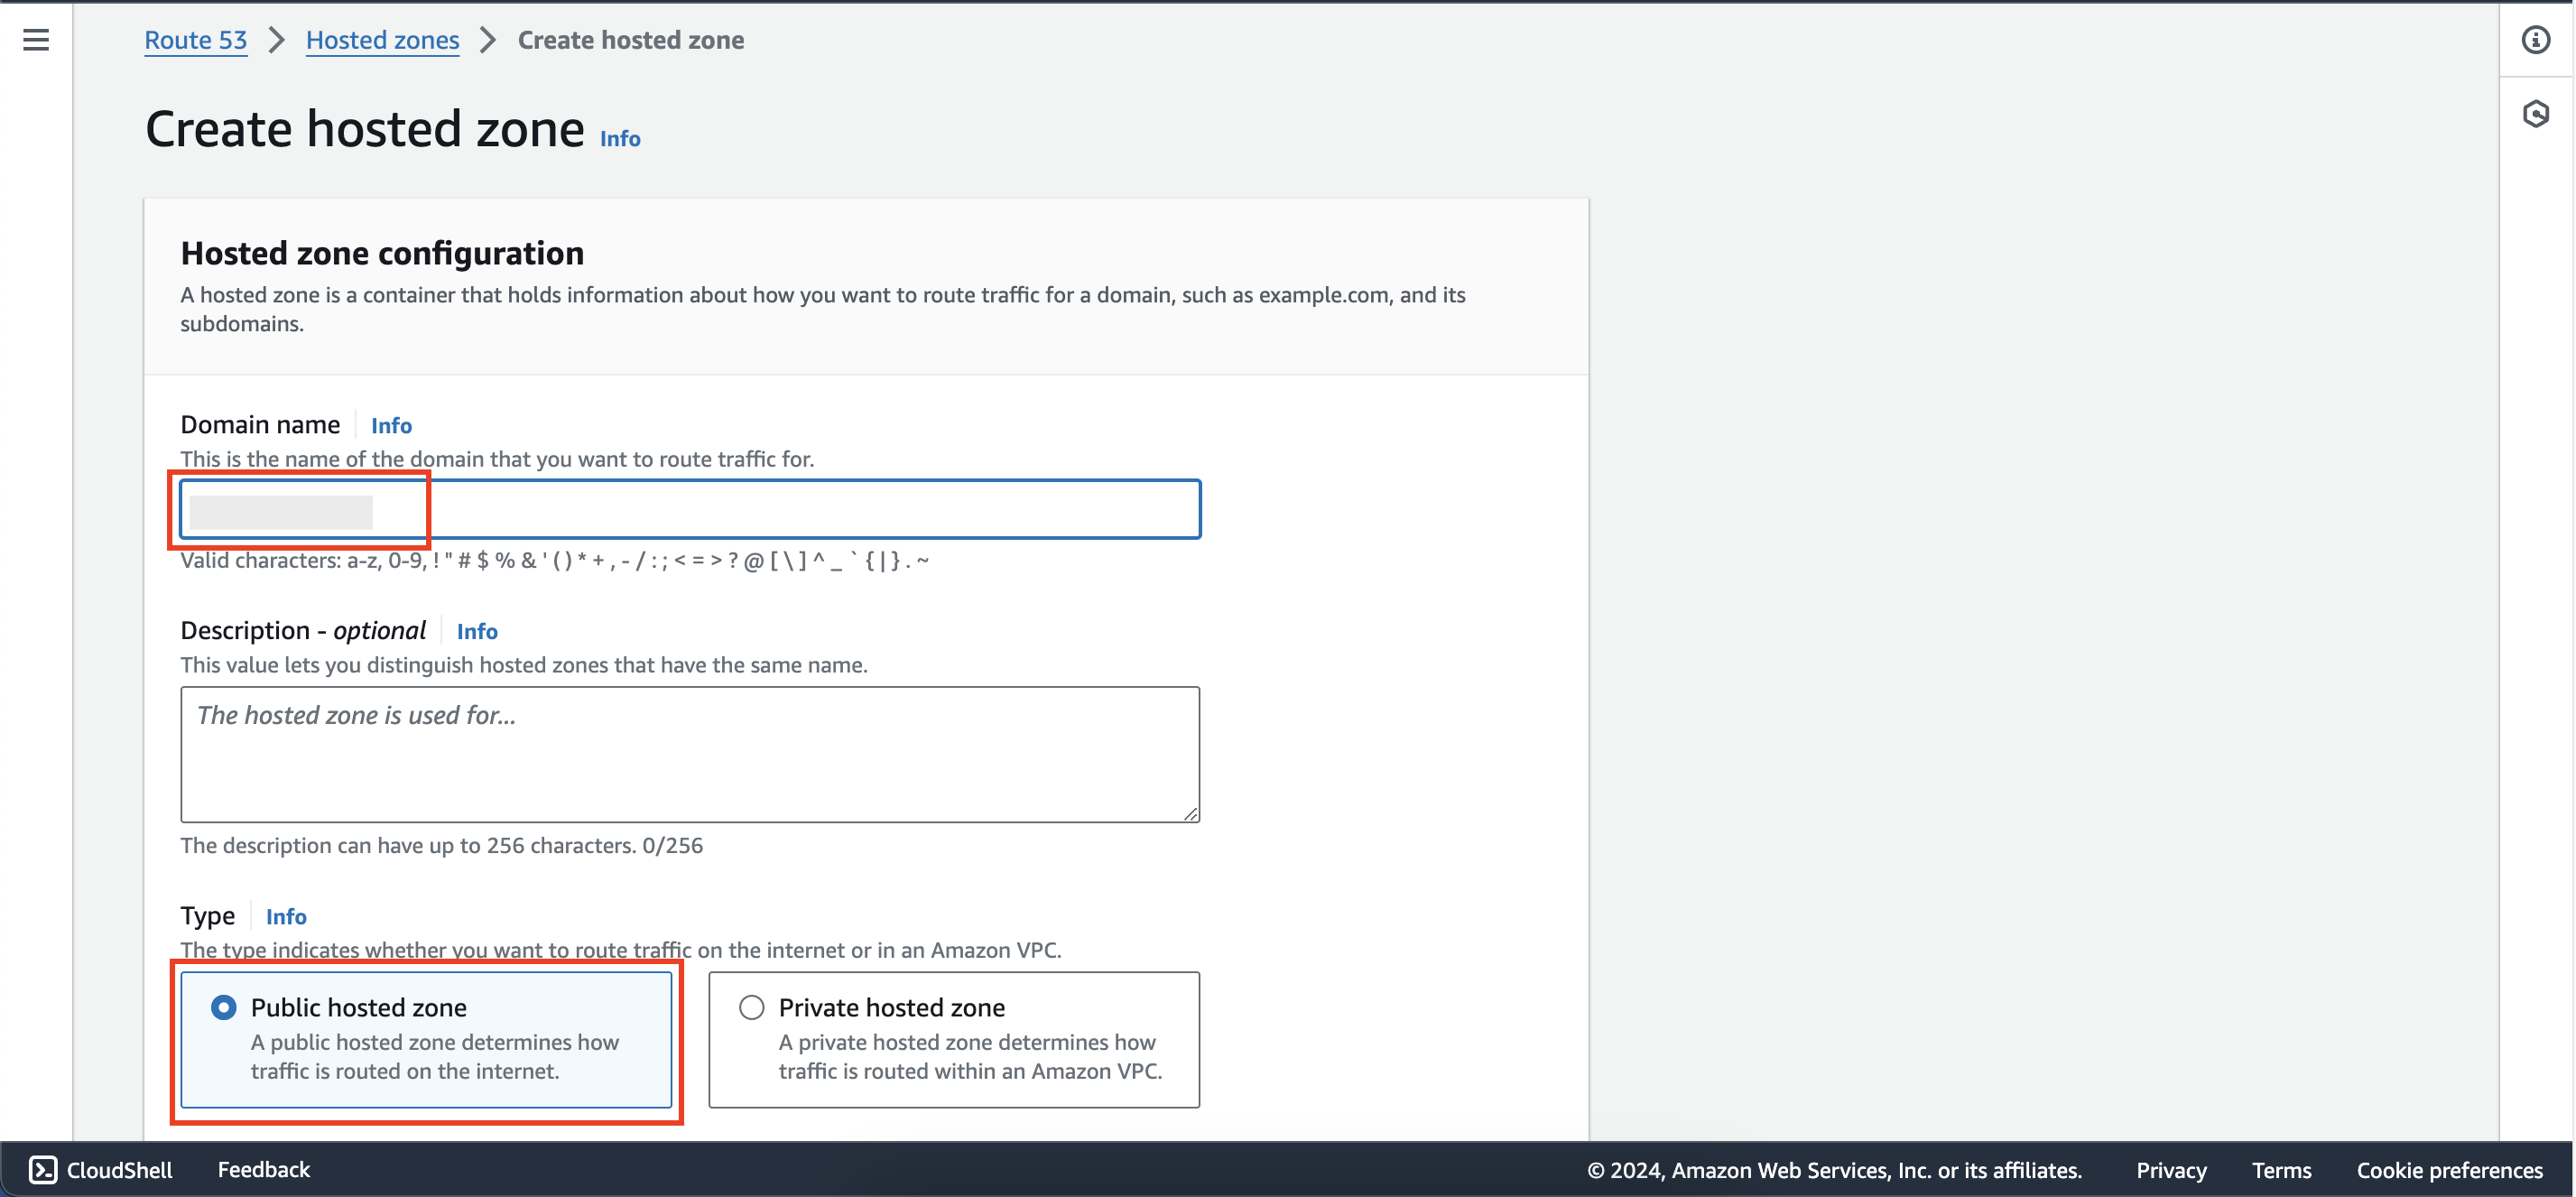 Route 53 > Hosted zones > Create hosted zone
Create hosted zone Info
Hosted zone configuration
A hosted zone is a container that holds information about how you want to route traffic for a domain, such as example.com, and its
subdomains.
Domain name Info
This is the name of the domain that you want to route traffic for.
Valid characters: a-z, 0-9, ! " # $ % & ' ( ) * + , - / : ; < = > ? @ [ \ ] ^ _ ` { | } . ~
Description - optional Info
This value lets you distinguish hosted zones that have the same name.
The hosted zone is used for...
The description can have up to 256 characters. 0/256
Type Info
The type indicates whether you want to route traffic on the internet or in an Amazon VPC.
Public hosted zone
A public hosted zone determines how
traffic is routed on the internet.
Private hosted zone
A private hosted zone determines how
traffic is routed within an Amazon VPC.
CloudShell Feedback © 2024, Amazon Web Services, Inc. or its affiliates. Privacy Terms Cookie preferences